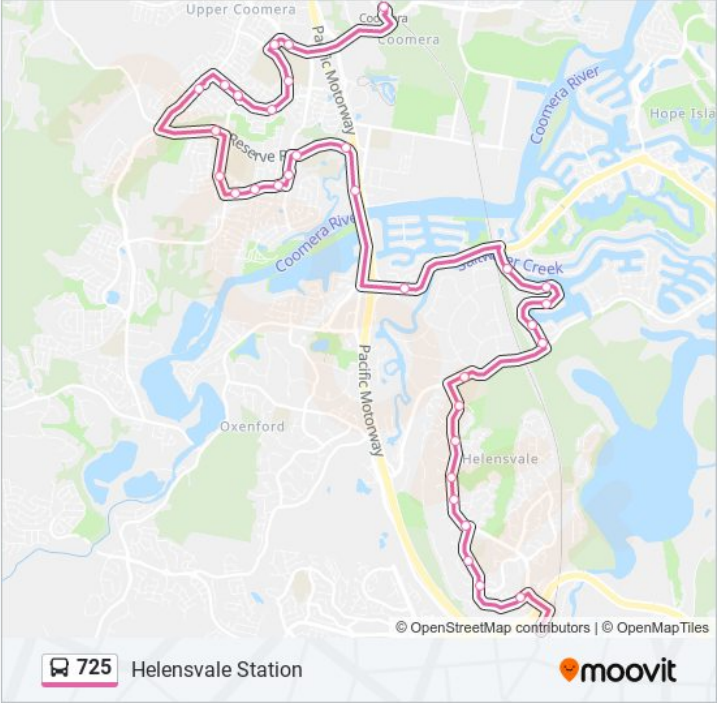 Upper Coomera
Coomera
Coomera
Pacific Motorway
Coomera River
Hope Isla
Reserve R
Coomera River
Saltwater Creek
Pacific Motorway
Oxenford
Helensvale
© OpenStreetMap contributors | © OpenMapTiles
725 Helensvale Station
moovit